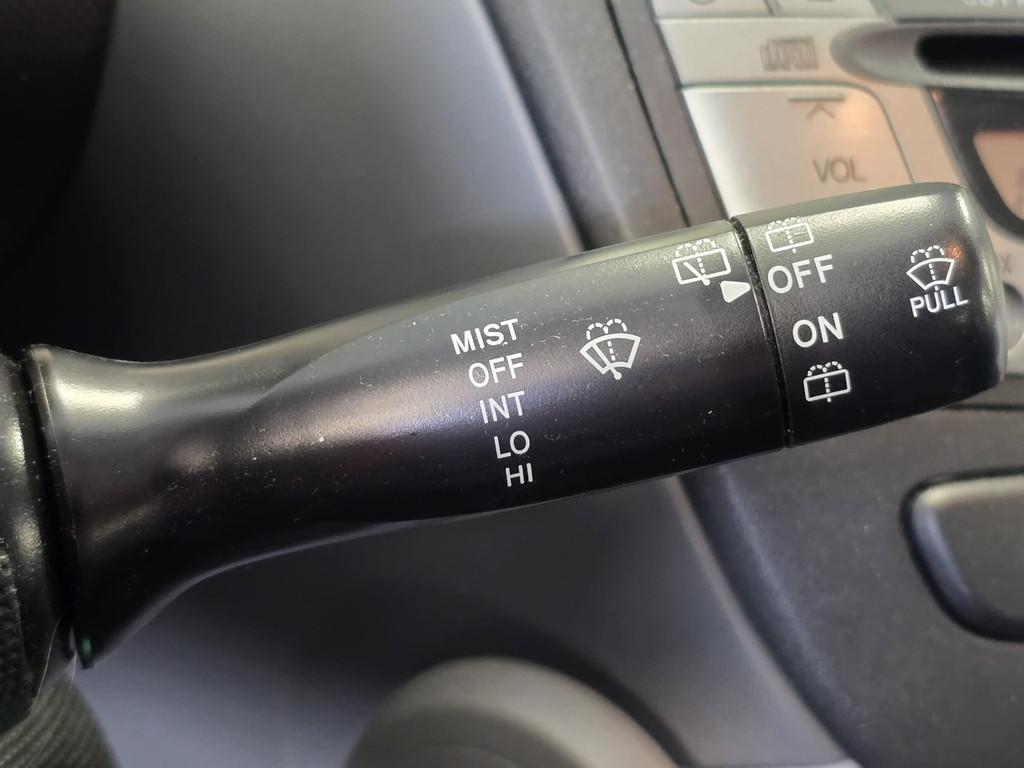 VOL
MIST
OFF
INT
LO
HI
OFF
ON
PULL